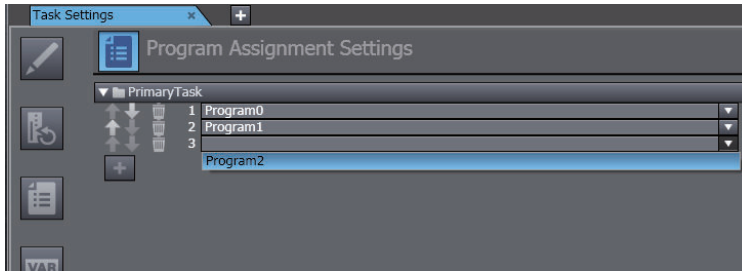 Task Settings
Program Assignment Settings
PrimaryTask
1 Program0
2 Program1
3
Program2
VAR